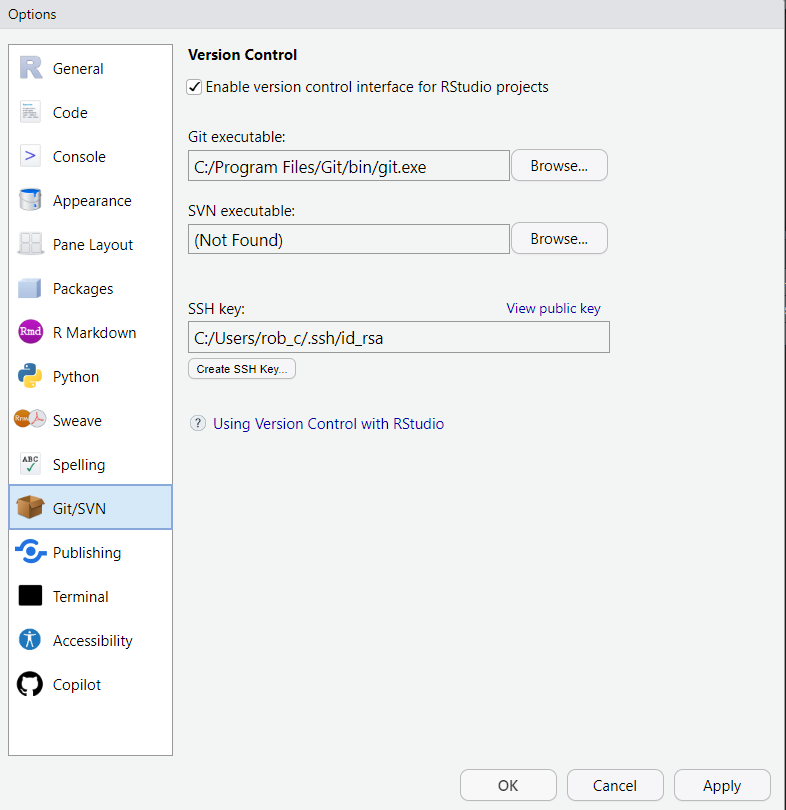 Options
General
Code
Console
Appearance
Pane Layout
Packages
Rmd R Markdown
Python
Rnw Sweave
ABC Spelling
Git/SVN
Publishing
Terminal
Accessibility
Copilot
Version Control
Enable version control interface for RStudio projects
Git executable:
C:/Program Files/Git/bin/git.exe Browse...
SVN executable:
(Not Found) Browse...
SSH key: View public key
C:/Users/rob_c/.ssh/id_rsa
Create SSH Key...
? Using Version Control with RStudio
OK Cancel Apply